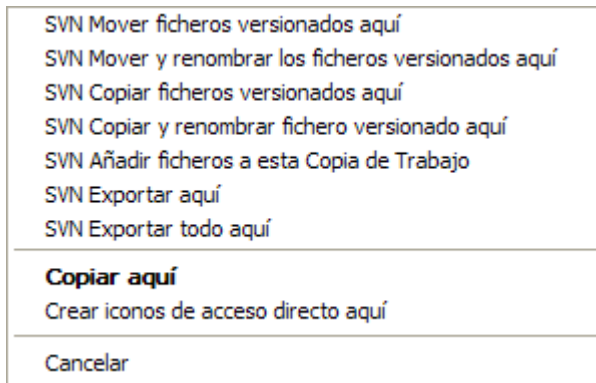 SVN Mover ficheros versionados aquí
SVN Mover y renombrar los ficheros versionados aquí
SVN Copiar ficheros versionados aquí
SVN Copiar y renombrar fichero versionado aquí
SVN Añadir ficheros a esta Copia de Trabajo
SVN Exportar aquí
SVN Exportar todo aquí
Copiar aquí
Crear iconos de acceso directo aquí
Cancelar